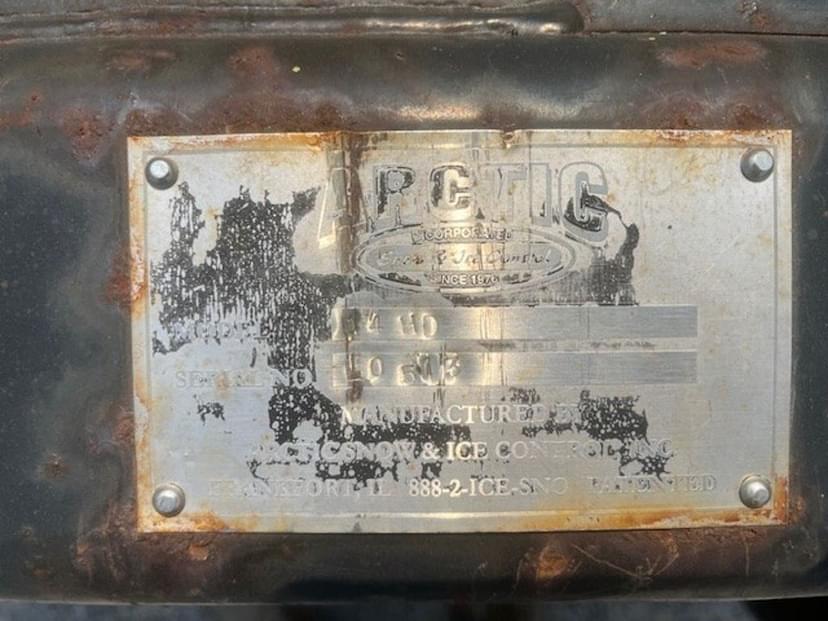 ARCTIC
INCORPORATED
Snow & Ice Control
SINCE 1978
MODEL
SERIAL NO.
MANUFACTURED BY
ARCTIC SNOW & ICE CONTROL, INC.
FRANKFORT, IL 888-2-ICE-SNO PATENTED